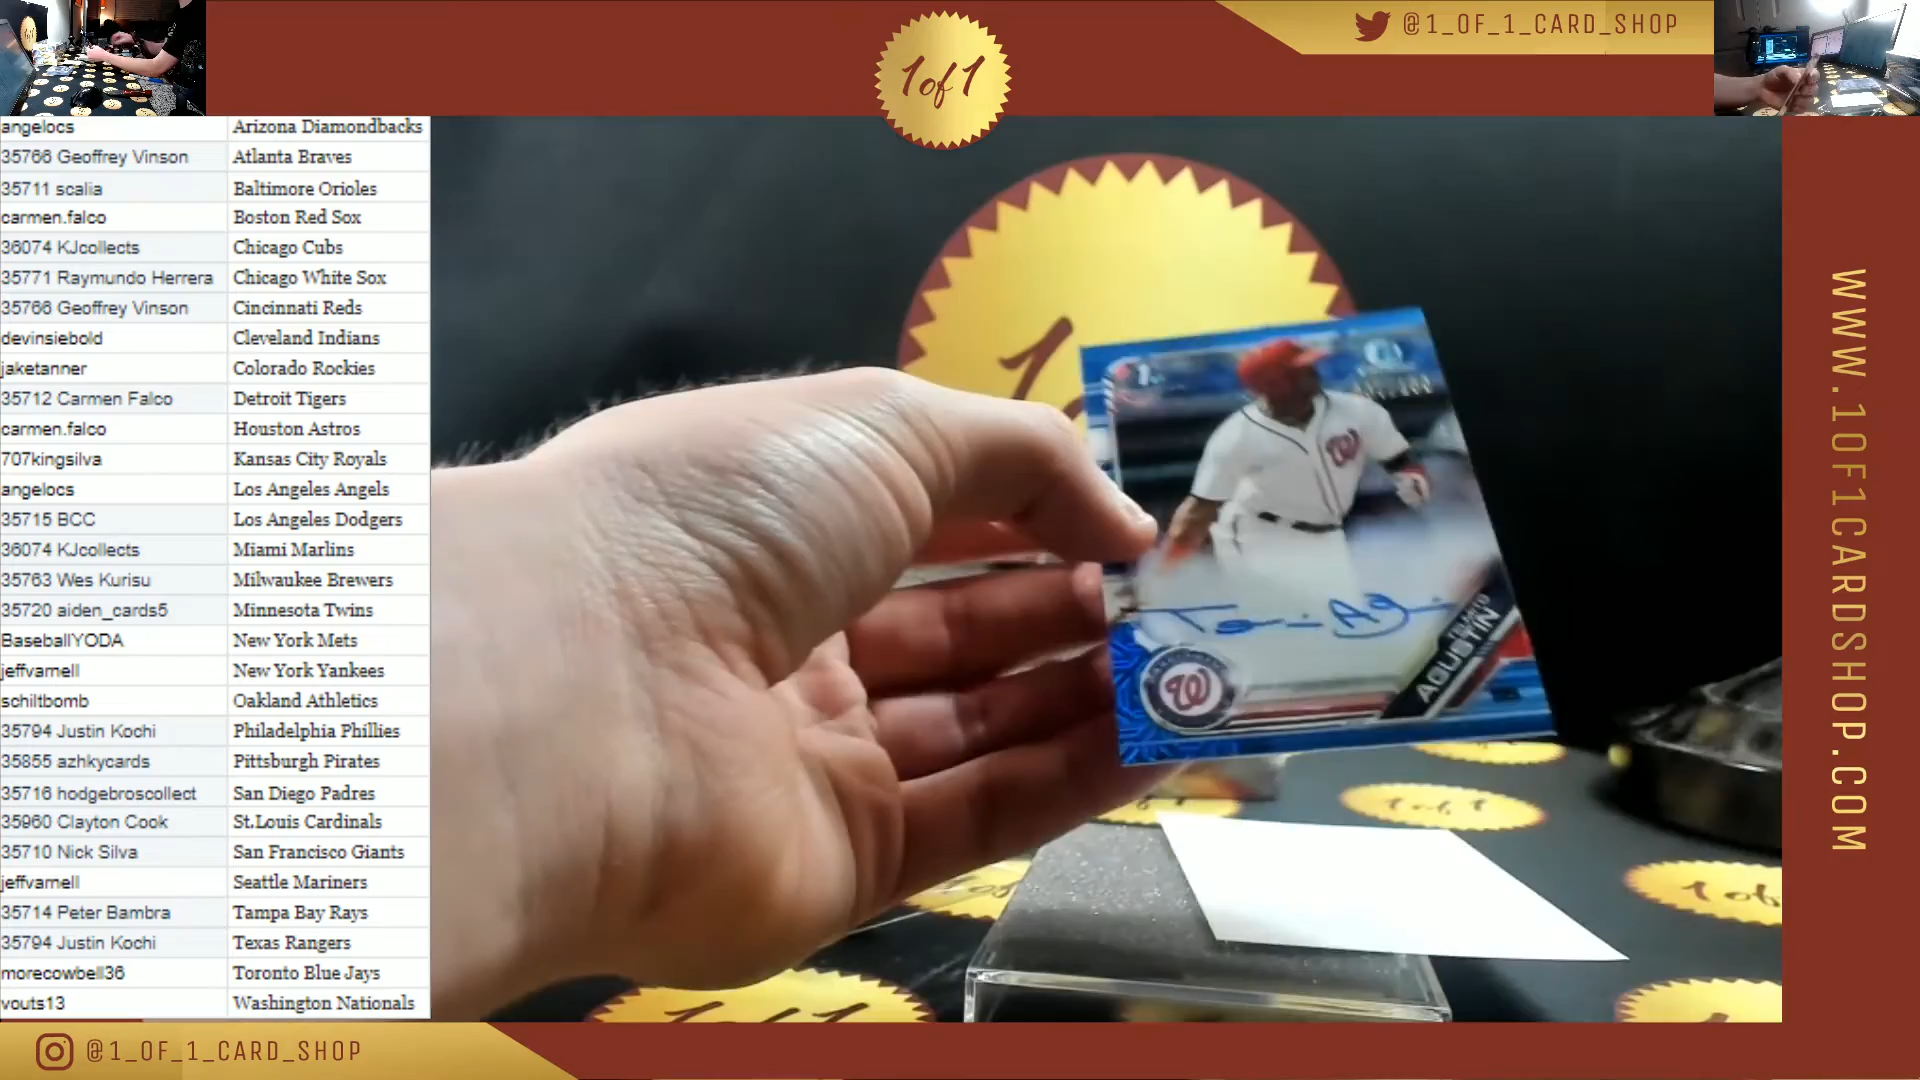 1of1
@1_OF_1_CARD_SHOP
angelocs Arizona Diamondbacks
35766 Geoffrey Vinson Atlanta Braves
35711 scalia Baltimore Orioles
carmen.falco Boston Red Sox
36074 KJcollects Chicago Cubs
35771 Raymundo Herrera Chicago White Sox
35766 Geoffrey Vinson Cincinnati Reds
devinsiebold Cleveland Indians
jaketanner Colorado Rockies
35712 Carmen Falco Detroit Tigers
carmen.falco Houston Astros
707kingsilva Kansas City Royals
angelocs Los Angeles Angels
35715 BCC Los Angeles Dodgers
36074 KJcollects Miami Marlins
35763 Wes Kurisu Milwaukee Brewers
35720 aiden_cards5 Minnesota Twins
BaseballYODA New York Mets
jeffvarnell New York Yankees
schiltbomb Oakland Athletics
35794 Justin Kochi Philadelphia Phillies
35855 azhkycards Pittsburgh Pirates
35716 hodgebroscollect San Diego Padres
35960 Clayton Cook St.Louis Cardinals
35710 Nick Silva San Francisco Giants
jeffvarnell Seattle Mariners
35714 Peter Bambra Tampa Bay Rays
35794 Justin Kochi Texas Rangers
morecowbell36 Toronto Blue Jays
vouts13 Washington Nationals
W
AGUSTIN
W
1of1
WWW.1OF1CARDSHOP.COM
@1_OF_1_CARD_SHOP